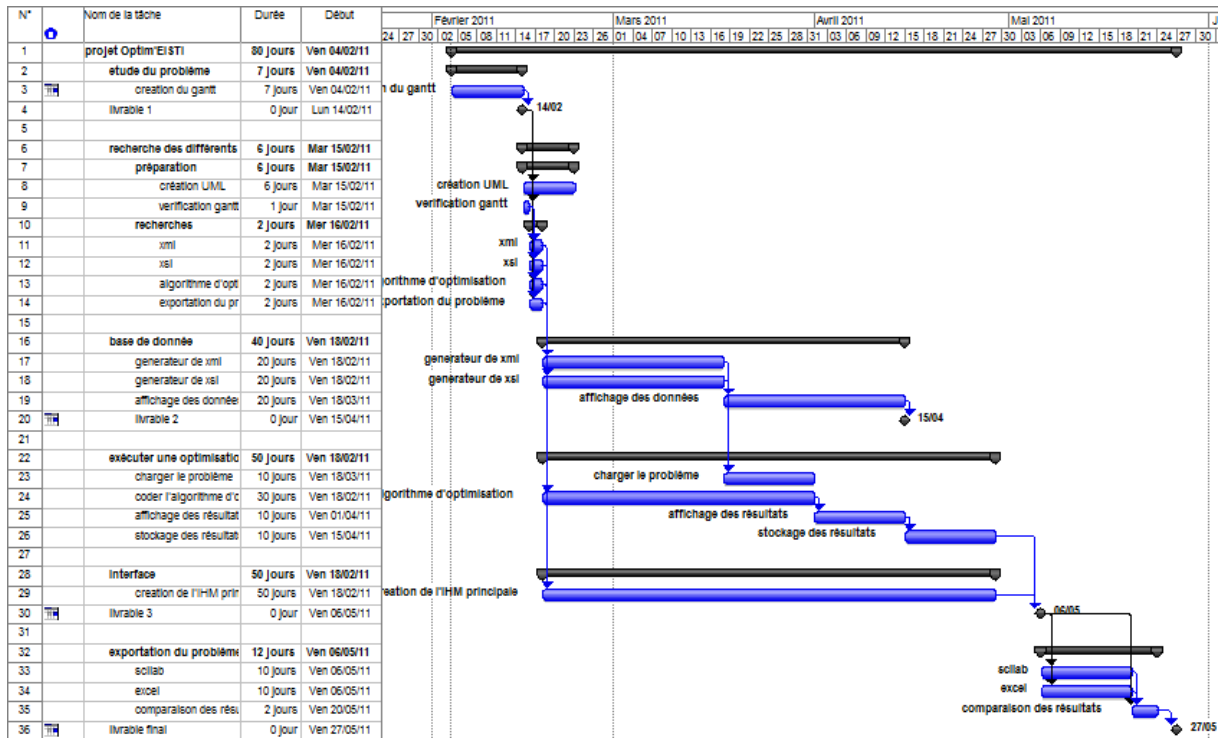 N° Nom de la tâche Durée Début
Février 2011 Mars 2011 Avril 2011 Mai 2011 J
24 27 30 02 05 08 11 14 17 20 23 26 01 04 07 10 13 16 19 22 25 28 31 03 06 09 12 15 18 21 24 27 30 03 06 09 12 15 18 21 24 27 30 0
1 projet Optim'EISTI 80 jours Ven 04/02/11
2 etude du problème 7 jours Ven 04/02/11
3 creation du gantt 7 jours Ven 04/02/11 n du gantt
4 livrable 1 0 jour Lun 14/02/11 14/02
5
6 recherche des différents 6 jours Mar 15/02/11
7 préparation 6 jours Mar 15/02/11
8 création UML 6 jours Mar 15/02/11 création UML
9 verification gantt 1 jour Mar 15/02/11 verification gantt
10 recherches 2 jours Mer 16/02/11
11 xml 2 jours Mer 16/02/11 xml
12 xsl 2 jours Mer 16/02/11 xsl
13 algorithme d'opt 2 jours Mer 16/02/11 gorithme d'optimisation
14 exportation du pr 2 jours Mer 16/02/11 xportation du problème
15
16 base de donnée 40 jours Ven 18/02/11
17 generateur de xml 20 jours Ven 18/02/11 generateur de xml
18 generateur de xsl 20 jours Ven 18/02/11 generateur de xsl
19 affichage des données 20 jours Ven 18/03/11 affichage des données
20 livrable 2 0 jour Ven 15/04/11 15/04
21
22 exécuter une optimisatio 50 jours Ven 18/02/11
23 charger le problème 10 jours Ven 18/03/11 charger le problème
24 coder l'algorithme d'o 30 jours Ven 18/02/11 lgorithme d'optimisation
25 affichage des résultat 10 jours Ven 01/04/11 affichage des résultats
26 stockage des résultat 10 jours Ven 15/04/11 stockage des résultats
27
28 interface 50 jours Ven 18/02/11
29 creation de l'IHM prin 50 jours Ven 18/02/11 reation de l'IHM principale
30 livrable 3 0 jour Ven 06/05/11 06/05
31
32 exportation du problème 12 jours Ven 06/05/11
33 scilab 10 jours Ven 06/05/11 scilab
34 excel 10 jours Ven 06/05/11 excel
35 comparaison des résu 2 jours Ven 20/05/11 comparaison des résultats
36 livrable final 0 jour Ven 27/05/11 27/05